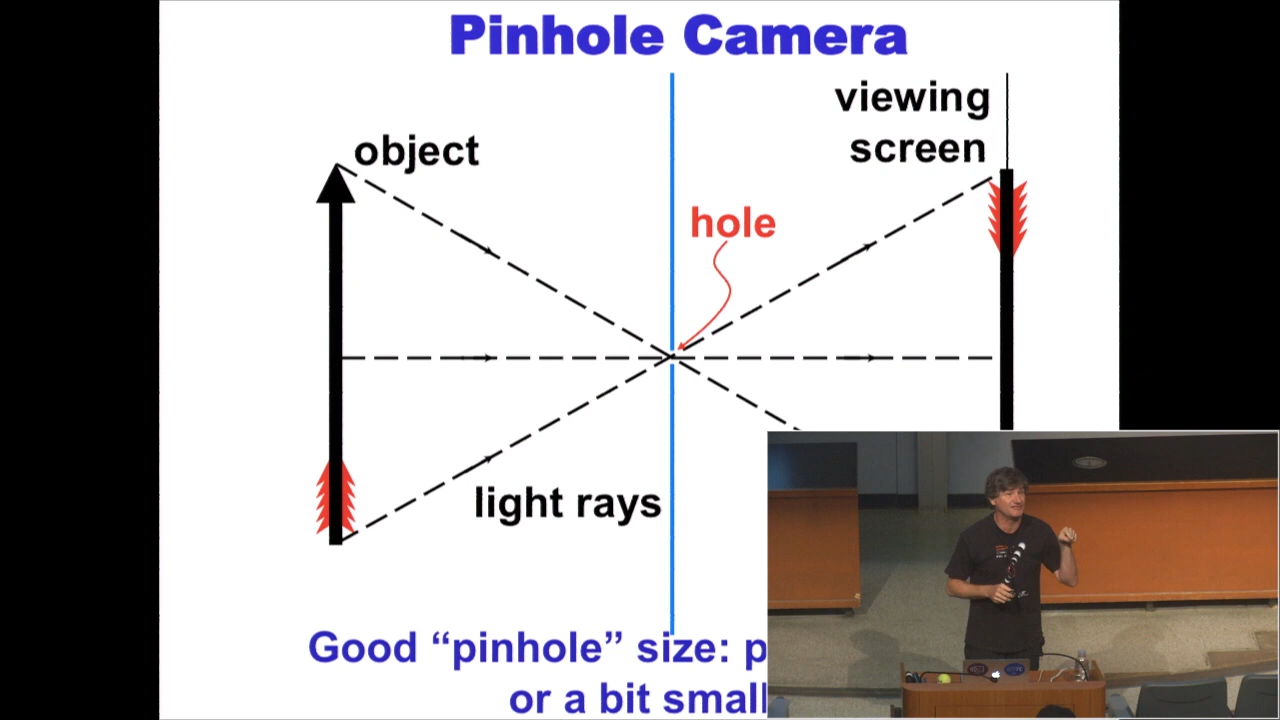 Pinhole Camera
object
viewing
screen
hole
light rays
Good “pinhole” size: p
or a bit small